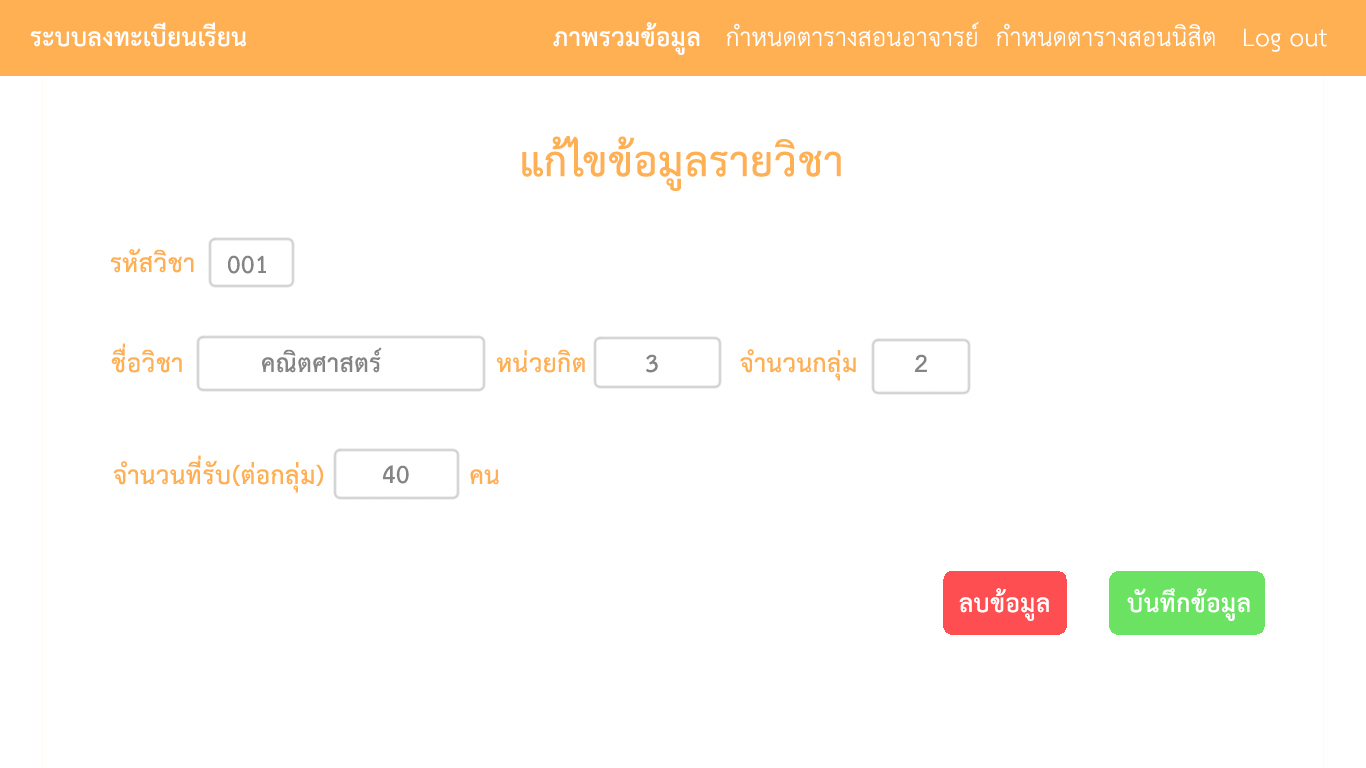 ระบบลงทะเบียนเรียน ภาพรวมข้อมูล กำหนดตารางสอนอาจารย์ กำหนดตารางสอนนิสิต Log out
แก้ไขข้อมูลรายวิชา
รหัสวิชา 001
ชื่อวิชา คณิตศาสตร์ หน่วยกิต 3 จำนวนกลุ่ม 2
จำนวนที่รับ(ต่อกลุ่ม) 40 คน
ลบข้อมูล บันทึกข้อมูล